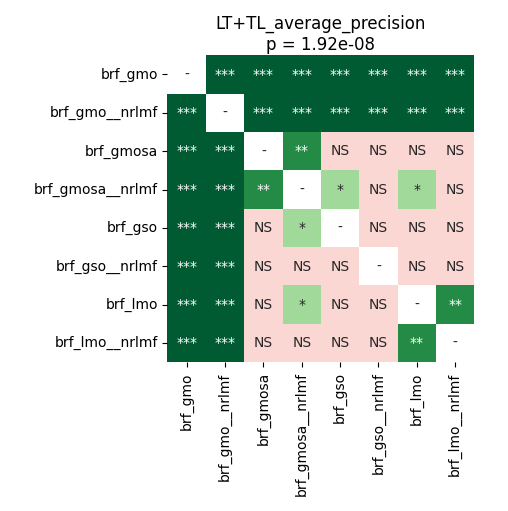 LT+TL_average_precision
p = 1.92e-08
brf_gmo - *** *** *** *** *** *** ***
brf_gmo__nrlmf *** - *** *** *** *** *** ***
brf_gmosa *** *** - ** NS NS NS NS
brf_gmosa__nrlmf *** *** ** - * NS * NS
brf_gso *** *** NS * - NS NS NS
brf_gso__nrlmf *** *** NS NS NS - NS NS
brf_lmo *** *** NS * NS NS - **
brf_lmo__nrlmf *** *** NS NS NS NS ** -
brf_gmo
brf_gmo__nrlmf
brf_gmosa
brf_gmosa__nrlmf
brf_gso
brf_gso__nrlmf
brf_lmo
brf_lmo__nrlmf